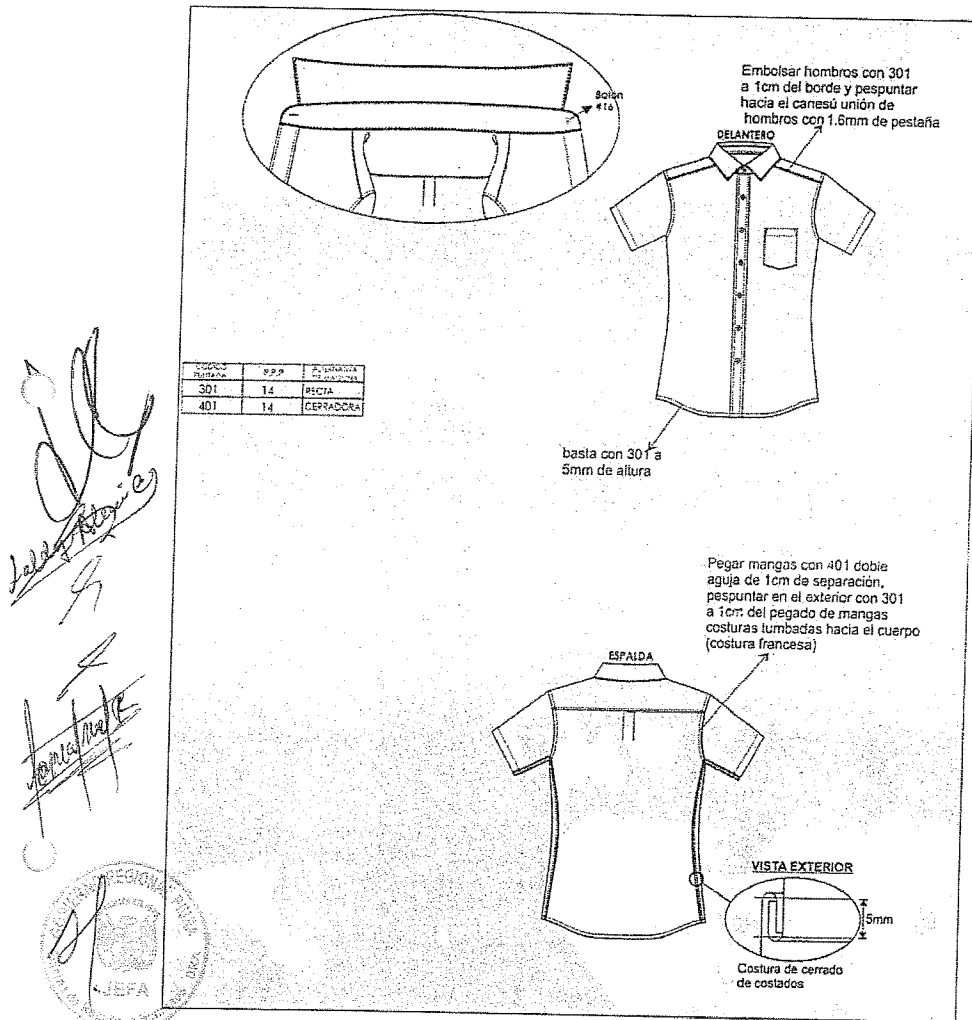 Botón
#16
Embolsar hombros con 301
a 1cm del borde y pespuntar
hacia el canesú unión de
hombros con 1.6mm de pestaña
DELANTERO
P.P.P
301 14 RECTA
401 14 CERRADORA
basta con 301 a
5mm de altura
Pegar mangas con 401 doble
aguja de 1cm de separación,
pespuntar en el exterior con 301
a 1cm del pegado de mangas
costuras tumbadas hacia el cuerpo
(costura francesa)
ESPALDA
VISTA EXTERIOR
5mm
Costura de cerrado
de costados
REGIONAL
JEFA